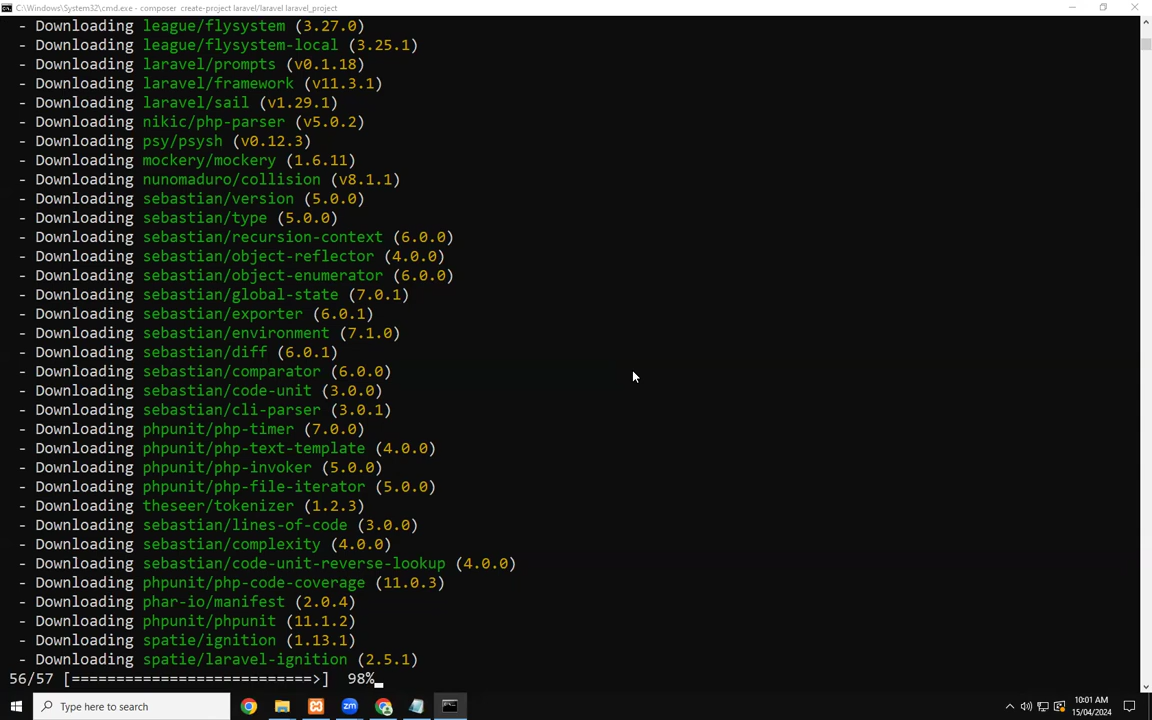 C:\Windows\System32\cmd.exe - composer create-project laravel/laravel laravel_project
- Downloading league/flysystem (3.27.0)
- Downloading league/flysystem-local (3.25.1)
- Downloading laravel/prompts (v0.1.18)
- Downloading laravel/framework (v11.3.1)
- Downloading laravel/sail (v1.29.1)
- Downloading nikic/php-parser (v5.0.2)
- Downloading psy/psysh (v0.12.3)
- Downloading mockery/mockery (1.6.11)
- Downloading nunomaduro/collision (v8.1.1)
- Downloading sebastian/version (5.0.0)
- Downloading sebastian/type (5.0.0)
- Downloading sebastian/recursion-context (6.0.0)
- Downloading sebastian/object-reflector (4.0.0)
- Downloading sebastian/object-enumerator (6.0.0)
- Downloading sebastian/global-state (7.0.1)
- Downloading sebastian/exporter (6.0.1)
- Downloading sebastian/environment (7.1.0)
- Downloading sebastian/diff (6.0.1)
- Downloading sebastian/comparator (6.0.0)
- Downloading sebastian/code-unit (3.0.0)
- Downloading sebastian/cli-parser (3.0.1)
- Downloading phpunit/php-timer (7.0.0)
- Downloading phpunit/php-text-template (4.0.0)
- Downloading phpunit/php-invoker (5.0.0)
- Downloading phpunit/php-file-iterator (5.0.0)
- Downloading theseer/tokenizer (1.2.3)
- Downloading sebastian/lines-of-code (3.0.0)
- Downloading sebastian/complexity (4.0.0)
- Downloading sebastian/code-unit-reverse-lookup (4.0.0)
- Downloading phpunit/php-code-coverage (11.0.3)
- Downloading phar-io/manifest (2.0.4)
- Downloading phpunit/phpunit (11.1.2)
- Downloading spatie/ignition (1.13.1)
- Downloading spatie/laravel-ignition (2.5.1)
56/57 [===========================>] 98%
Type here to search
zm
10:01 AM
15/04/2024